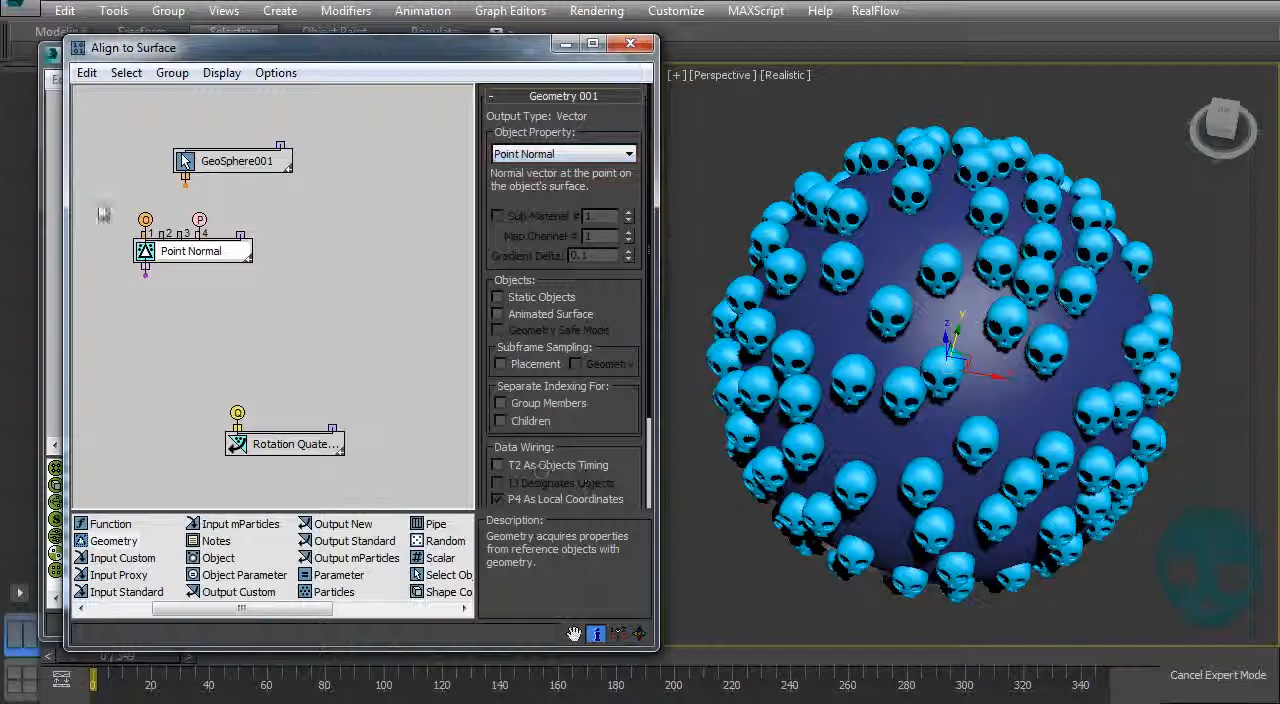 Edit Tools Group Views Create Modifiers Animation Graph Editors Rendering Customize MAXScript Help RealFlow
Align to Surface
Edit Select Group Display Options
[+] [Perspective] [Realistic]
- Geometry 001
Output Type: Vector
Object Property:
Point Normal
Normal vector at the point on
the object's surface.
Sub-Material # 1
Map Channel # 1
Gradient Delta: 0.1
Objects:
Static Objects
Animated Surface
Geometry Safe Mode
Subframe Sampling:
Placement
Separate Indexing For:
Group Members
Children
Data Wiring:
T2 As Objects Timing
I3 Designates Objects
P4 As Local Coordinates
Description:
Geometry acquires properties
from reference objects with
geometry.
GeoSphere001
O P
1 2 3 4
Point Normal
Q
Rotation Quate...
Function Input mParticles Output New Pipe
Geometry Notes Output Standard Random
Input Custom Object Output mParticles Scalar
Input Proxy Object Parameter Parameter Select Ob
Input Standard Output Custom Particles Shape Co
z y
0 / 349
0 20 40 60 80 100 120 140 160 180 200 220 240 260 280 300 320 340
Cancel Expert Mode